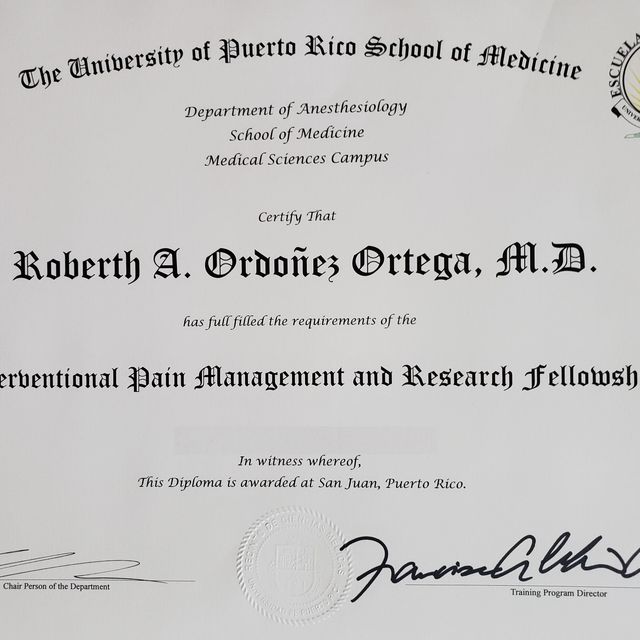 The University of Puerto Rico School of Medicine
Department of Anesthesiology
School of Medicine
Medical Sciences Campus
Certify That
Roberth A. Ordoñez Ortega, M.D.
has full filled the requirements of the
erventional Pain Management and Research Fellowsh
In witness whereof,
This Diploma is awarded at San Juan, Puerto Rico.
Chair Person of the Department
Training Program Director
ESCUELA